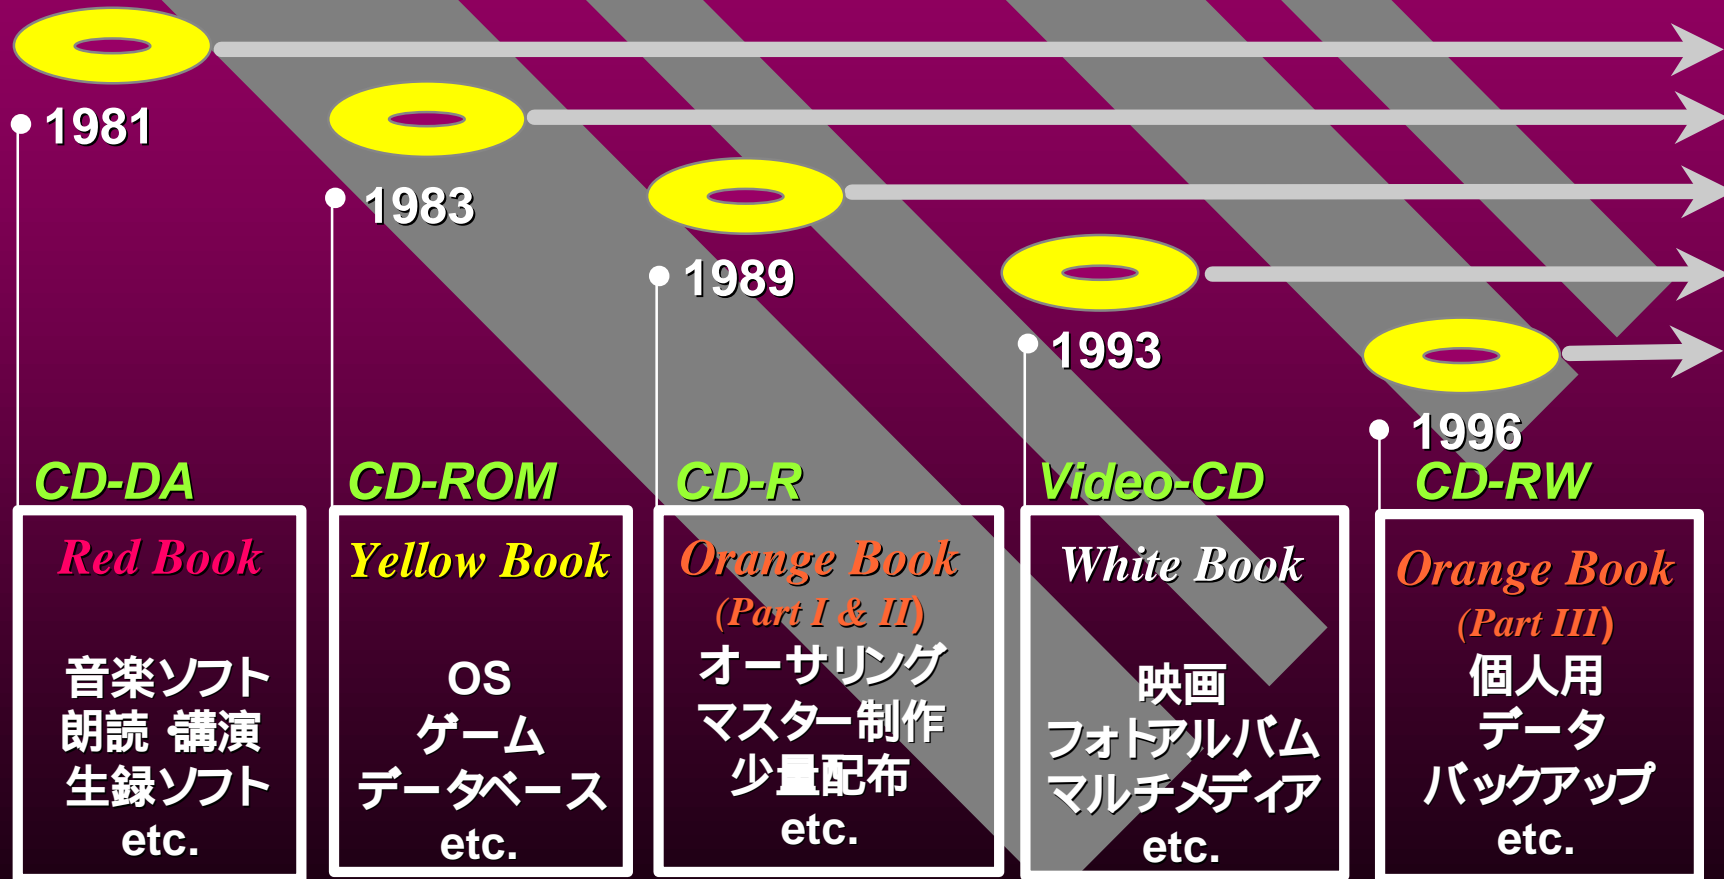 1981
1983
1989
1993
1996
CD-DA
Red Book
音楽ソフト
朗読・講演
生録ソフト
etc.
CD-ROM
Yellow Book
OS
ゲーム
データベース
etc.
CD-R
Orange Book
(Part I & II)
オーサリング
マスター制作
少量配布
etc.
Video-CD
White Book
映画
フォトアルバム
マルチメディア
etc.
CD-RW
Orange Book
(Part III)
個人用
データ
バックアップ
etc.